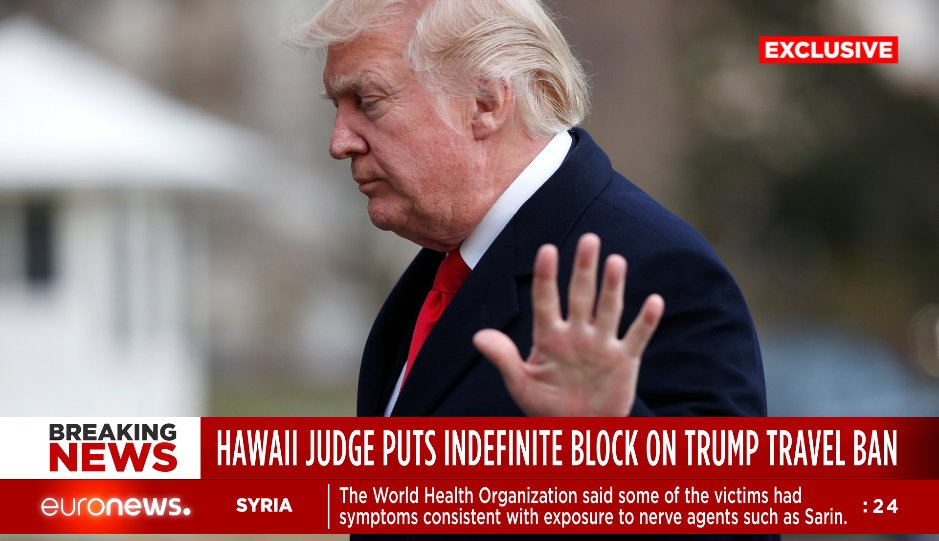 EXCLUSIVE
BREAKING
NEWS
HAWAII JUDGE PUTS INDEFINITE BLOCK ON TRUMP TRAVEL BAN
euronews.
SYRIA
The World Health Organization said some of the victims had
symptoms consistent with exposure to nerve agents such as Sarin.
:24